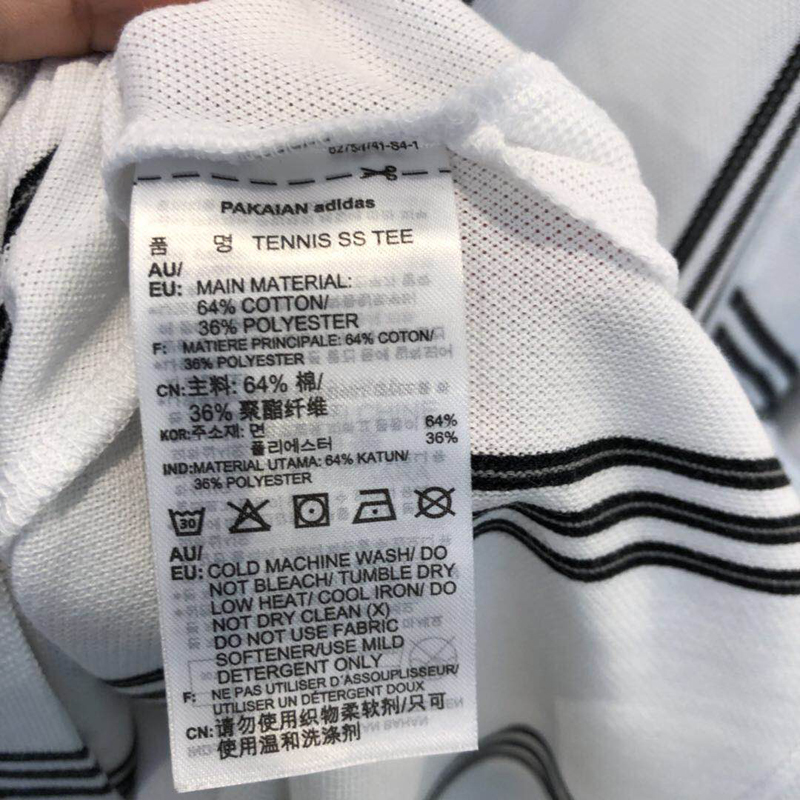 PAKAIAN adidas
품 명 TENNIS SS TEE
AU/
EU: MAIN MATERIAL:
64% COTTON/
36% POLYESTER
F: MATIERE PRINCIPALE: 64% COTON/
36% POLYESTER
CN:主料: 64% 棉/
36% 聚酯纤维
KOR:주소재: 면 64%
폴리에스터 36%
IND:MATERIAL UTAMA: 64% KATUN/
36% POLYESTER
30
AU/
EU: COLD MACHINE WASH/ DO
NOT BLEACH/ TUMBLE DRY
LOW HEAT/ COOL IRON/ DO
NOT DRY CLEAN (X)
DO NOT USE FABRIC
SOFTENER/USE MILD
DETERGENT ONLY
F: NE PAS UTILISER D'ASSOUPLISSEUR/
UTILISER UN DÉTERGENT DOUX
CN:请勿使用织物柔软剂/只可
使用温和洗涤剂